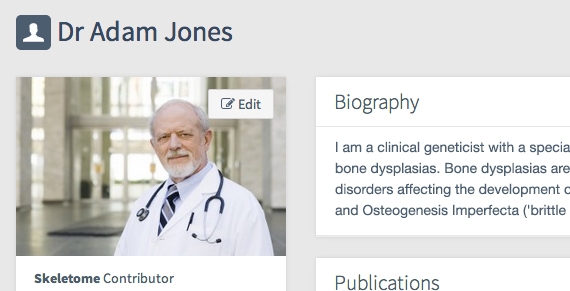 Dr Adam Jones
Edit
Skeletome Contributor
Biography
I am a clinical geneticist with a specia
bone dysplasias. Bone dysplasias are
disorders affecting the development
and Osteogenesis Imperfecta ('brittle
Publications